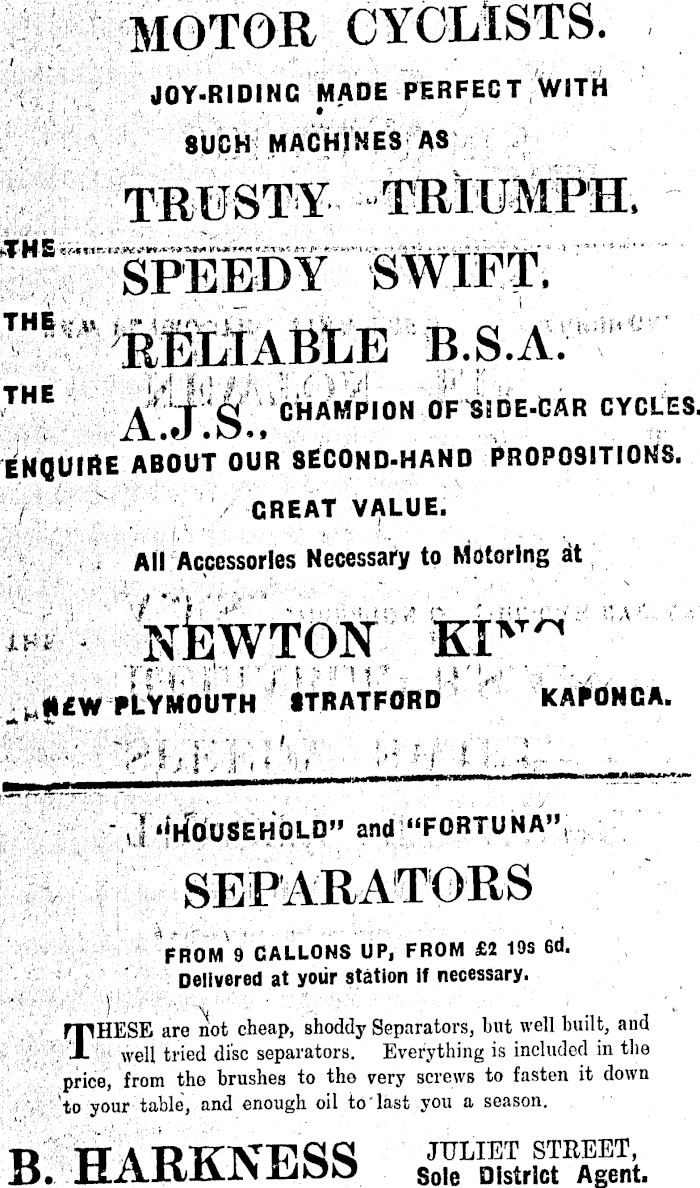 MOTOR CYCLISTS.
JOY-RIDING MADE PERFECT WITH
SUCH MACHINES AS
TRUSTY TRIUMPH,
THE
SPEEDY SWIFT,
THE
RELIABLE B.S.A.
THE
A.J.S., CHAMPION OF SIDE-CAR CYCLES.
ENQUIRE ABOUT OUR SECOND-HAND PROPOSITIONS.
GREAT VALUE.
All Accessories Necessary to Motoring at
NEWTON KING
NEW PLYMOUTH STRATFORD KAPONGA.
"HOUSEHOLD" and "FORTUNA"
SEPARATORS
FROM 9 GALLONS UP, FROM £2 19s 6d.
Delivered at your station if necessary.
THESE are not cheap, shoddy Separators, but well built, and
well tried disc separators. Everything is included in the
price, from the brushes to the very screws to fasten it down
to your table, and enough oil to last you a season.
B. HARKNESS JULIET STREET,
Sole District Agent.